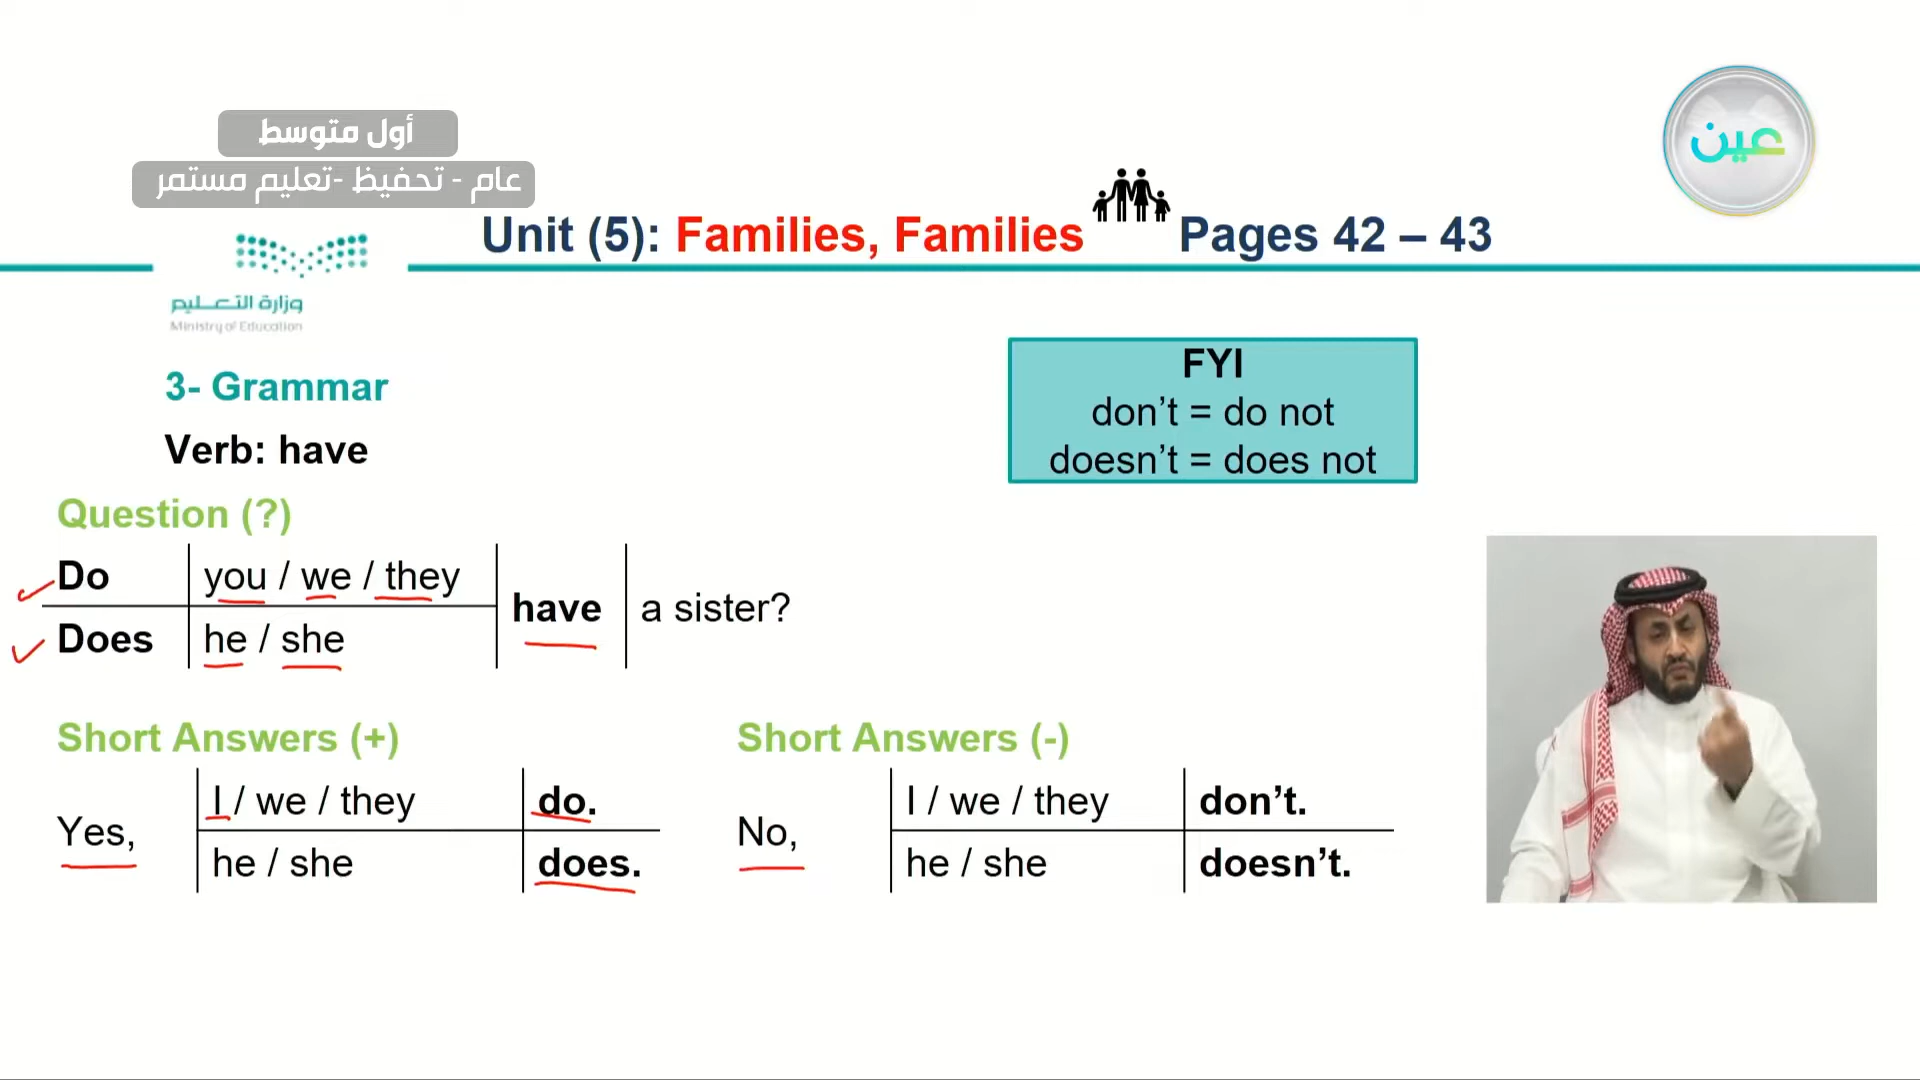 أول متوسط
عام - تحفيظ -تعليم مستمر
عين
Unit (5): Families, Families Pages 42 – 43
وزارة التعليم
Ministry of Education
FYI
don’t = do not
doesn’t = does not
3- Grammar
Verb: have
Question (?)
Do you / we / they
have a sister?
Does he / she
Short Answers (+)
Yes,
I / we / they do.
he / she does.
Short Answers (-)
No,
I / we / they don’t.
he / she doesn’t.